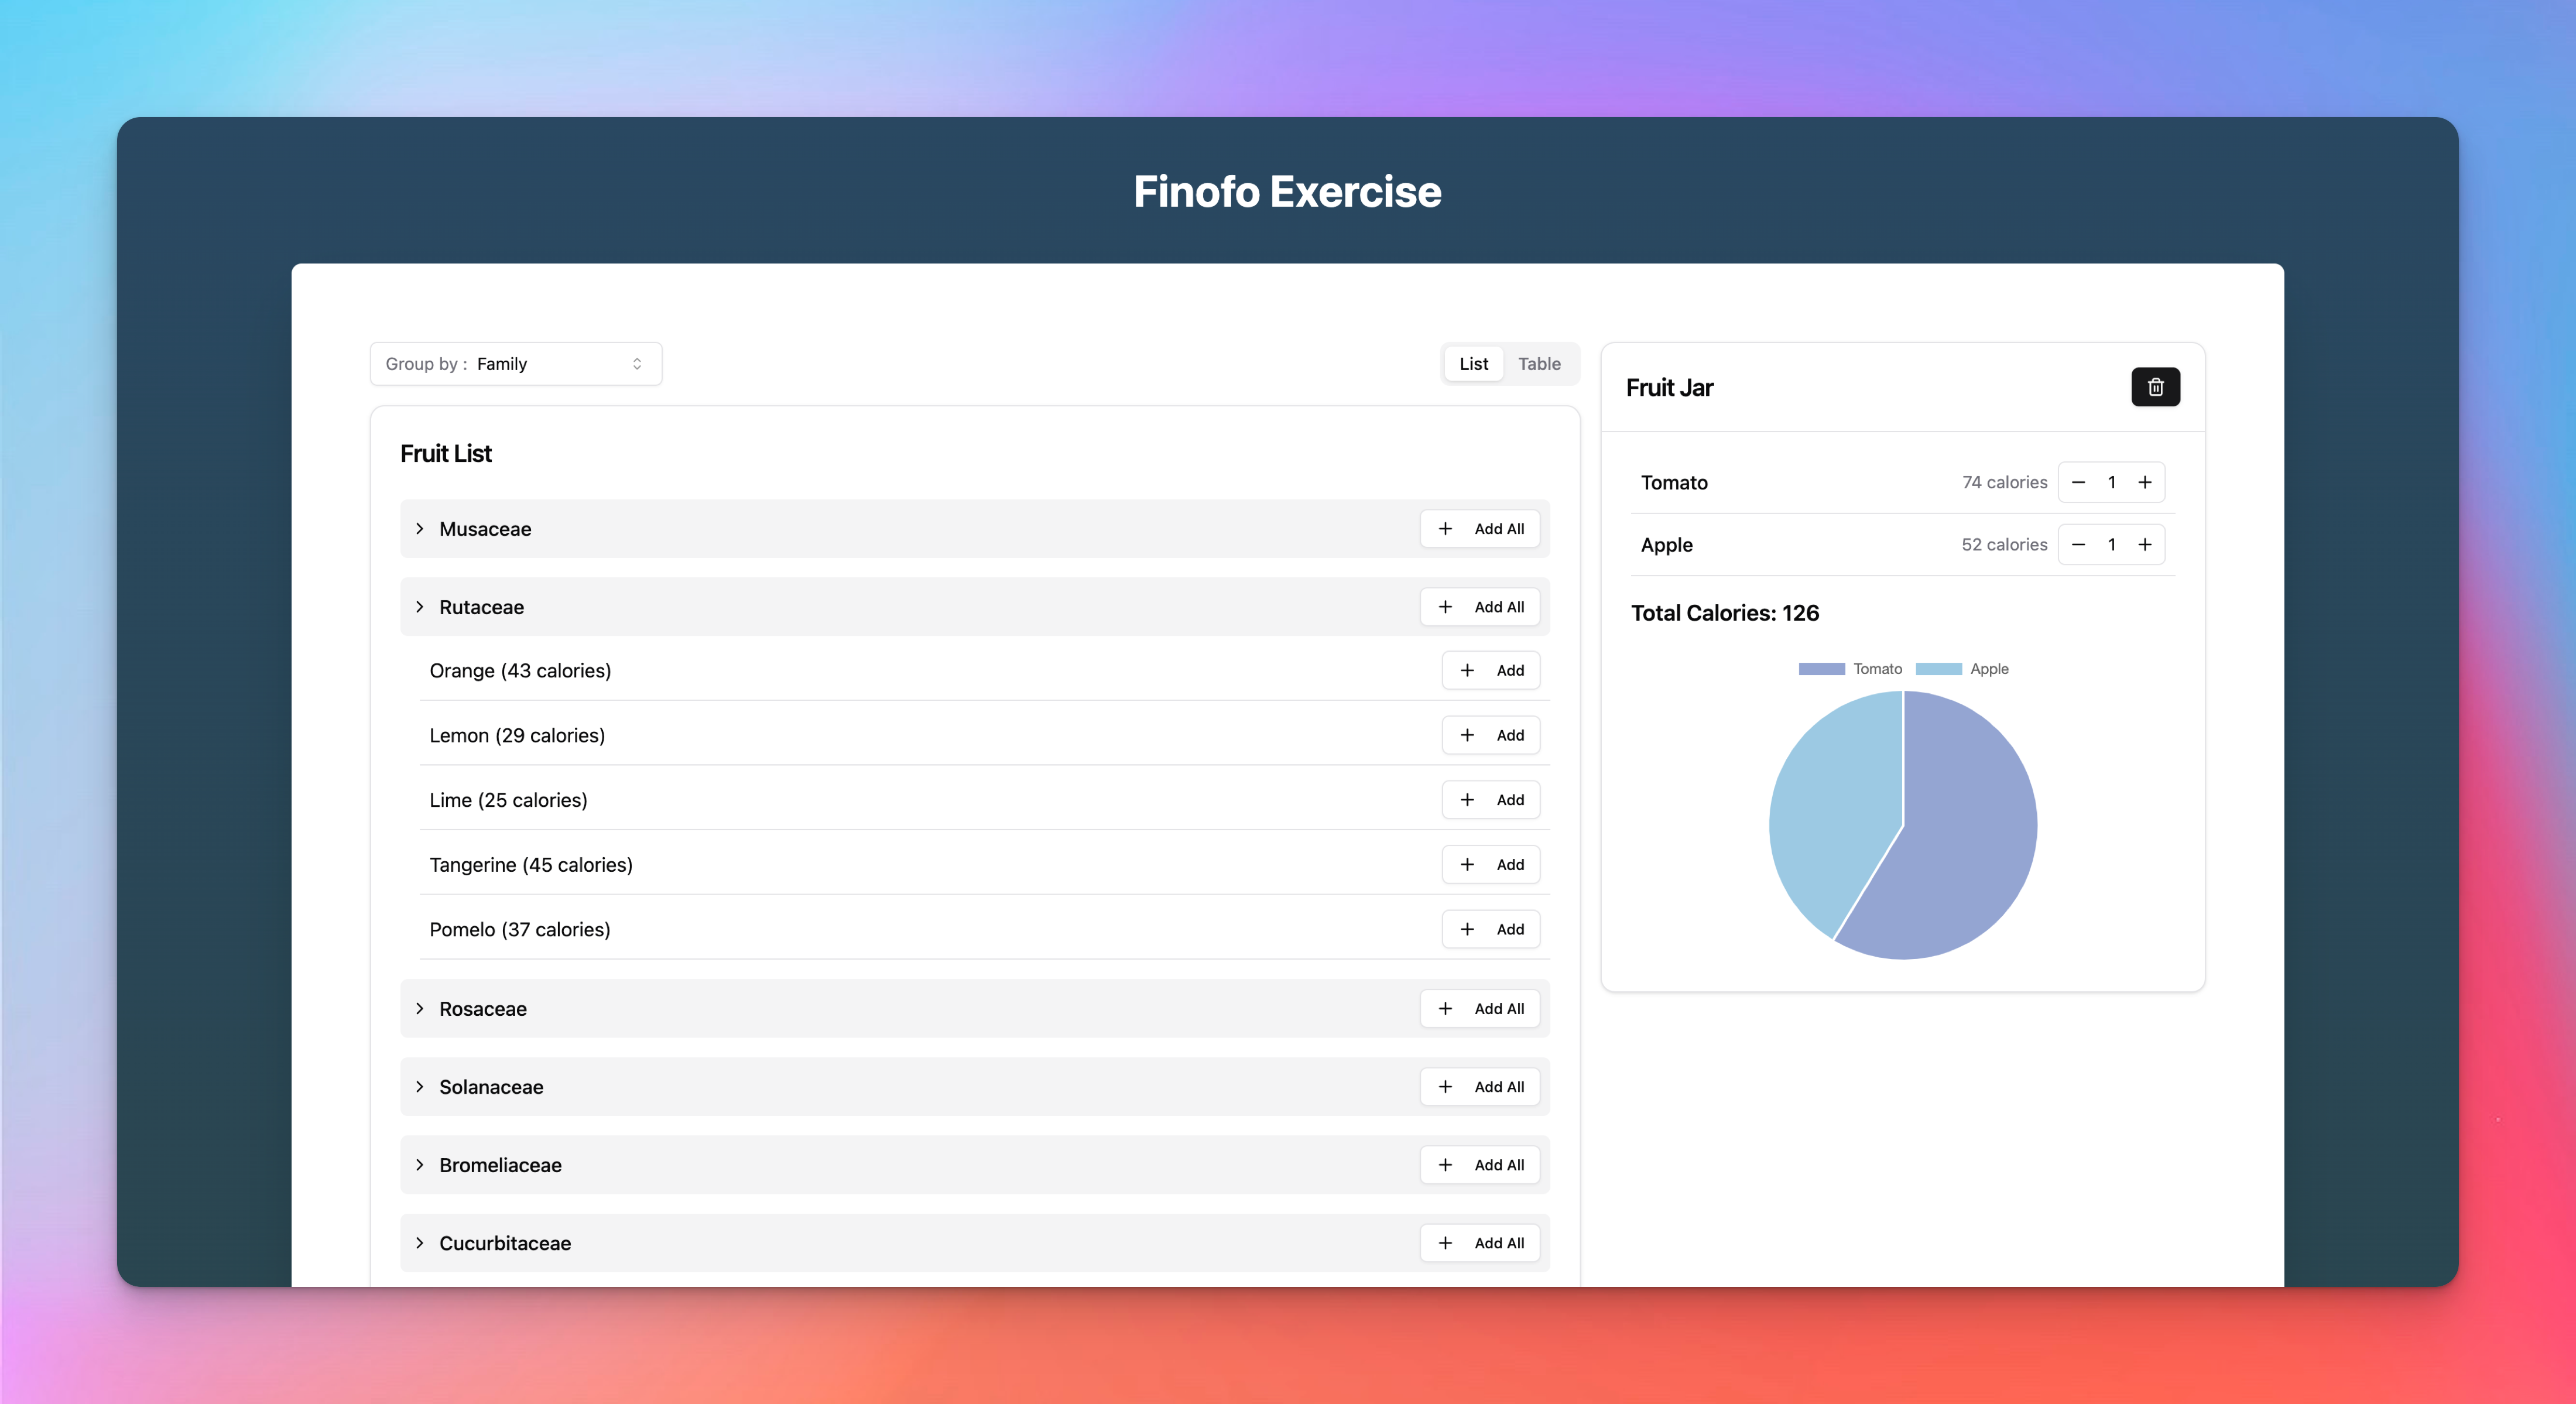 Finofo Exercise
Group by : Family
List Table
Fruit List
Musaceae + Add All
Rutaceae + Add All
Orange (43 calories) + Add
Lemon (29 calories) + Add
Lime (25 calories) + Add
Tangerine (45 calories) + Add
Pomelo (37 calories) + Add
Rosaceae + Add All
Solanaceae + Add All
Bromeliaceae + Add All
Cucurbitaceae + Add All
Fruit Jar
Tomato 74 calories − 1 +
Apple 52 calories − 1 +
Total Calories: 126
Tomato Apple